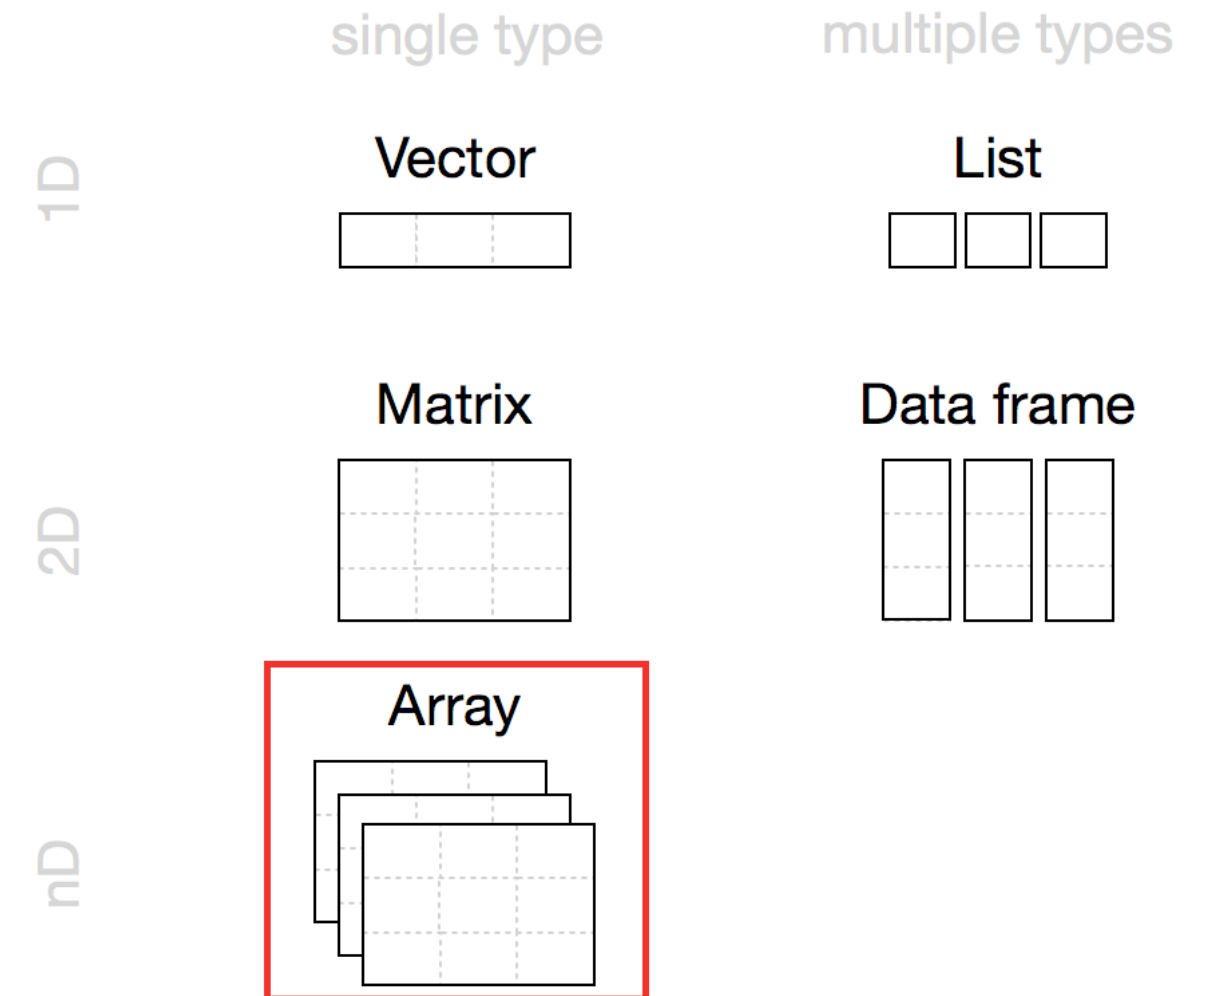 single type
multiple types
1D
Vector
List
2D
Matrix
Data frame
nD
Array